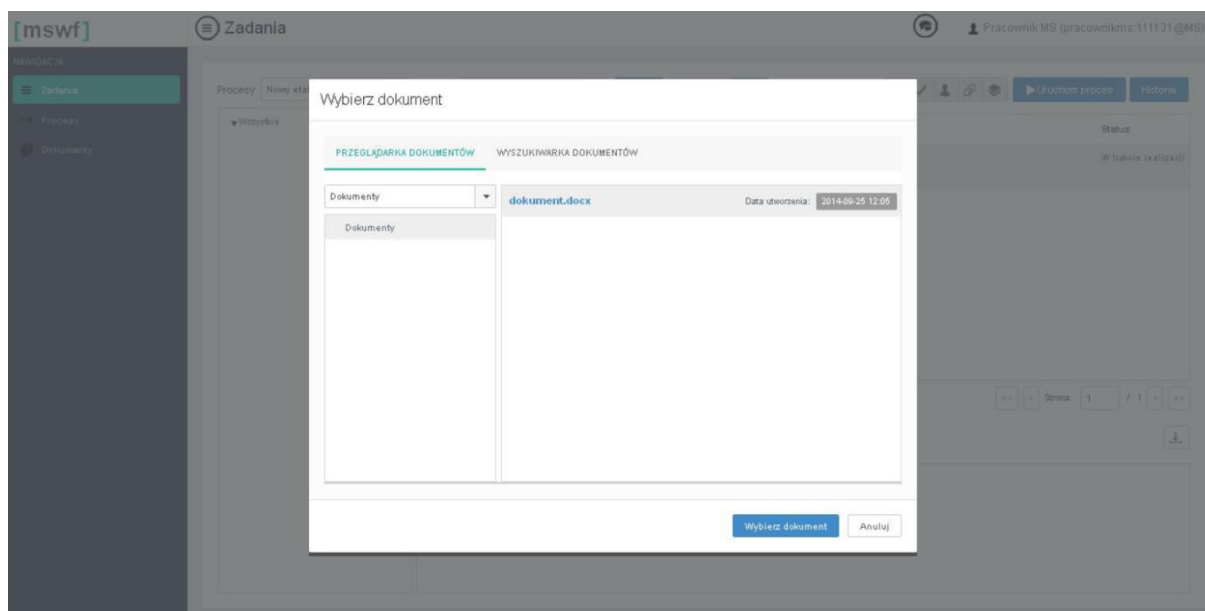 [mswf]
Zadania
Pracownik MS (pracownikms:111131@MS)
NAWIGACJA
Zadania
Procesy
Dokumenty
Procesy
Uruchom proces
Historia
Wszystkie
Status
W trakcie realizacji
Strona: 1 / 1
Wybierz dokument
PRZEGLĄDARKA DOKUMENTÓW
WYSZUKIWARKA DOKUMENTÓW
Dokumenty
dokument.docx
Data utworzenia: 2014-09-25 12:05
Dokumenty
Wybierz dokument
Anuluj